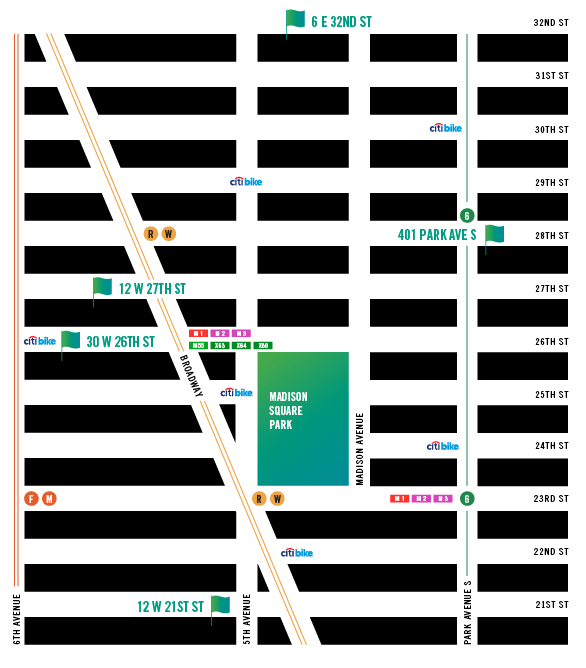 6 E 32ND ST
32ND ST
31ST ST
citibike
30TH ST
citibike
29TH ST
6
R W
401 PARK AVE S
28TH ST
12 W 27TH ST
27TH ST
M1 M2 M3
citibike
30 W 26TH ST
M55 X63 X64 X68
26TH ST
BROADWAY
citibike
MADISON
SQUARE
PARK
25TH ST
MADISON AVENUE
citibike
24TH ST
F M
R W
M1 M2 M3
6
23RD ST
citibike
22ND ST
12 W 21ST ST
21ST ST
6TH AVENUE
5TH AVENUE
PARK AVENUE S